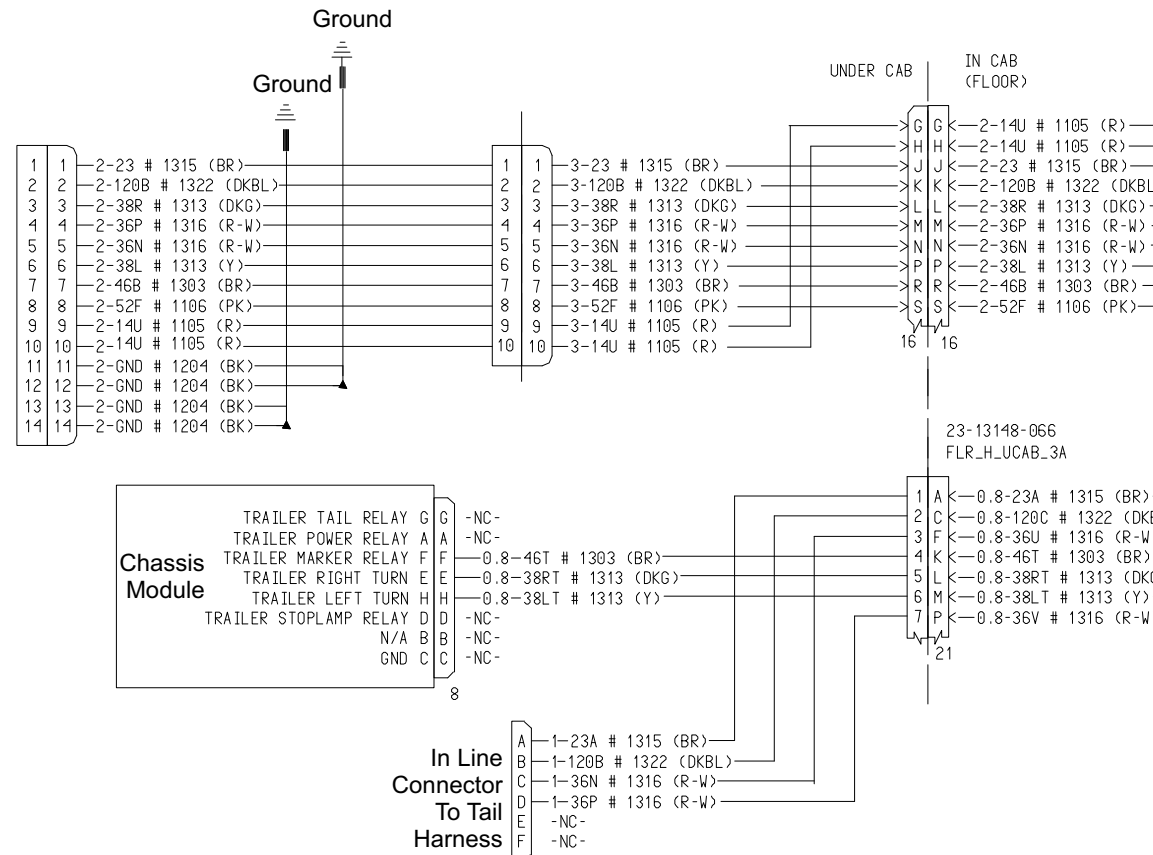 Ground
Ground
UNDER CAB
IN CAB
(FLOOR)
G G 2-14U # 1105 (R)
H H 2-14U # 1105 (R)
J J 2-23 # 1315 (BR)
K K 2-120B # 1322 (DKBL
L L 2-38R # 1313 (DKG)
M M 2-36P # 1316 (R-W)
N N 2-36N # 1316 (R-W)
P P 2-38L # 1313 (Y)
R R 2-46B # 1303 (BR)
S S 2-52F # 1106 (PK)
16 16
1 1 2-23 # 1315 (BR) 1 1 3-23 # 1315 (BR)
2 2 2-120B # 1322 (DKBL) 2 2 3-120B # 1322 (DKBL)
3 3 2-38R # 1313 (DKG) 3 3 3-38R # 1313 (DKG)
4 4 2-36P # 1316 (R-W) 4 4 3-36P # 1316 (R-W)
5 5 2-36N # 1316 (R-W) 5 5 3-36N # 1316 (R-W)
6 6 2-38L # 1313 (Y) 6 6 3-38L # 1313 (Y)
7 7 2-46B # 1303 (BR) 7 7 3-46B # 1303 (BR)
8 8 2-52F # 1106 (PK) 8 8 3-52F # 1106 (PK)
9 9 2-14U # 1105 (R) 9 9 3-14U # 1105 (R)
10 10 2-14U # 1105 (R) 10 10 3-14U # 1105 (R)
11 11 2-GND # 1204 (BK)
12 12 2-GND # 1204 (BK)
13 13 2-GND # 1204 (BK)
14 14 2-GND # 1204 (BK)
23-13148-066
FLR_H_UCAB_3A
1 A 0.8-23A # 1315 (BR)
2 C 0.8-120C # 1322
3 F 0.8-36U # 1316 (R-W
4 K 0.8-46T # 1303 (BR)
5 L 0.8-38RT # 1313
6 M 0.8-38LT # 1313 (Y)
7 P 0.8-36V # 1316 (R-W
21
Chassis
Module
TRAILER TAIL RELAY G G -NC-
TRAILER POWER RELAY A A -NC-
TRAILER MARKER RELAY F F 0.8-46T # 1303 (BR)
TRAILER RIGHT TURN E E 0.8-38RT # 1313 (DKG)
TRAILER LEFT TURN H H 0.8-38LT # 1313 (Y)
TRAILER STOPLAMP RELAY D D -NC-
N/A B B -NC-
GND C C -NC-
8
In Line
Connector
To Tail
Harness
A 1-23A # 1315 (BR)
B 1-120B # 1322 (DKBL)
C 1-36N # 1316 (R-W)
D 1-36P # 1316 (R-W)
E -NC-
F -NC-